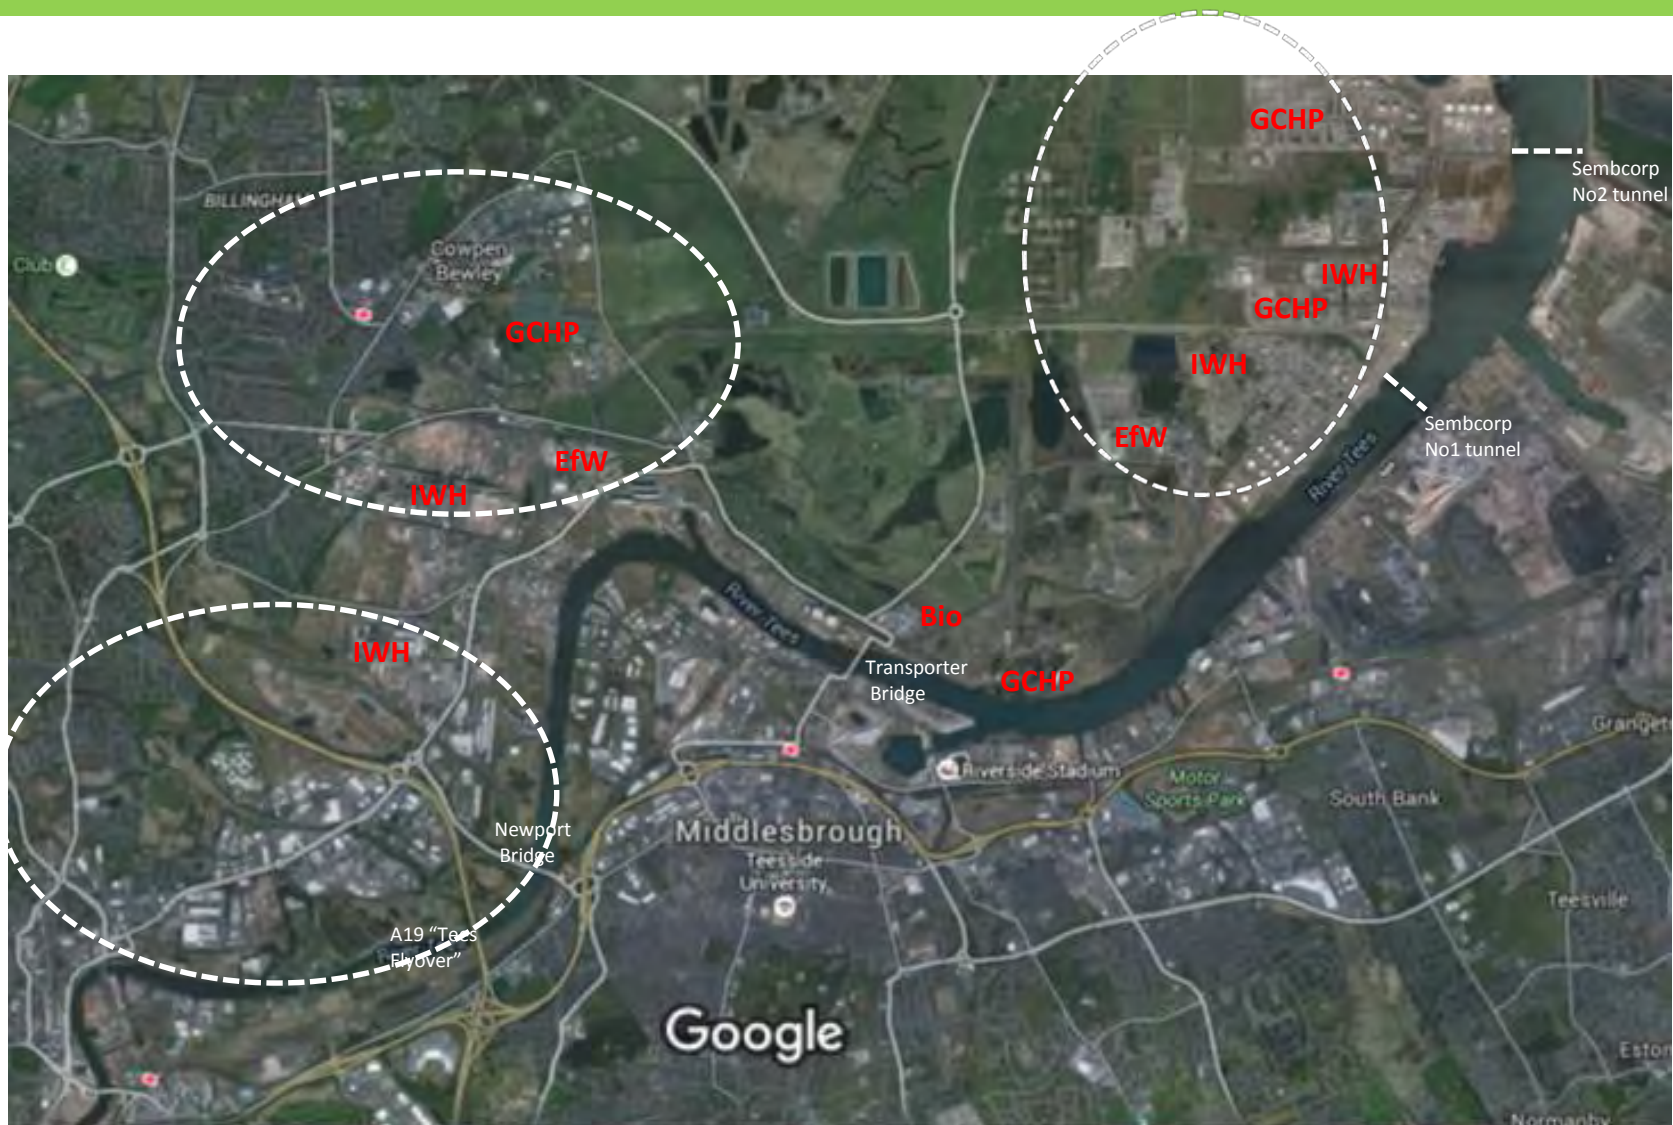 GCHP
Sembcorp
No2 tunnel
BILLINGHAM
Cowpen
Bewley
Club
IWH
GCHP
GCHP
IWH
Sembcorp
No1 tunnel
EfW
EfW
IWH
River Tees
River Tees
Bio
IWH
Transporter
Bridge
GCHP
Granget
Riverside Stadium
Motor
Sports Park
South Bank
Newport
Bridge
Middlesbrough
Teesside
University
Teesville
A19 “Tees
Flyover”
Google
Eston
Normanby